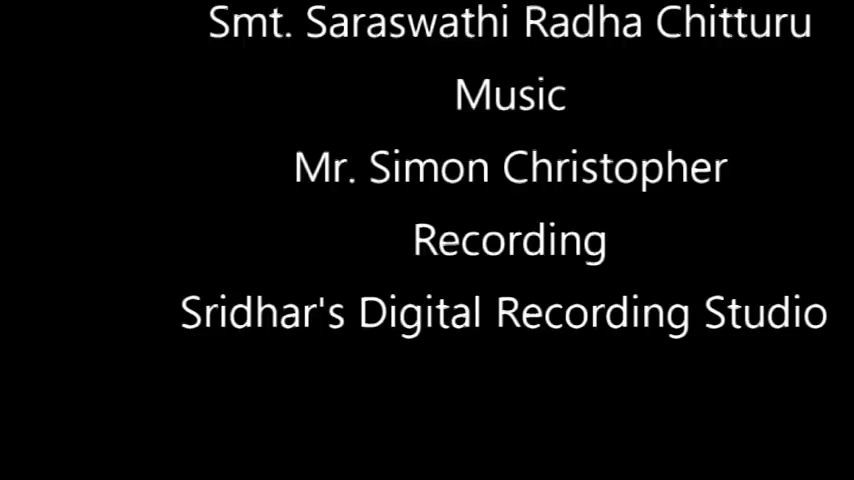 Smt. Saraswathi Radha Chitturu
Music
Mr. Simon Christopher
Recording
Sridhar's Digital Recording Studio